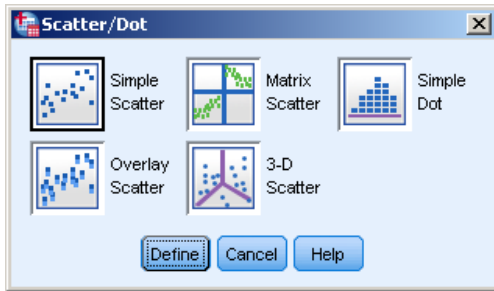 Scatter/Dot
Simple
Scatter
Matrix
Scatter
Simple
Dot
Overlay
Scatter
3-D
Scatter
Define
Cancel
Help